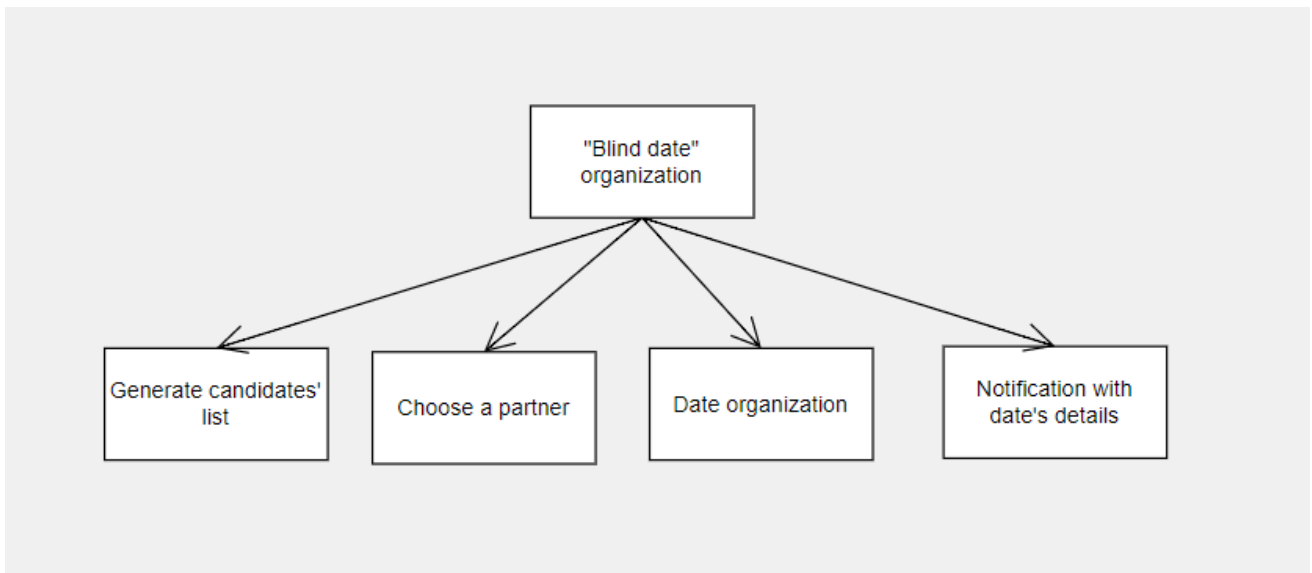 "Blind date"
organization
Generate candidates'
list
Choose a partner
Date organization
Notification with
date's details